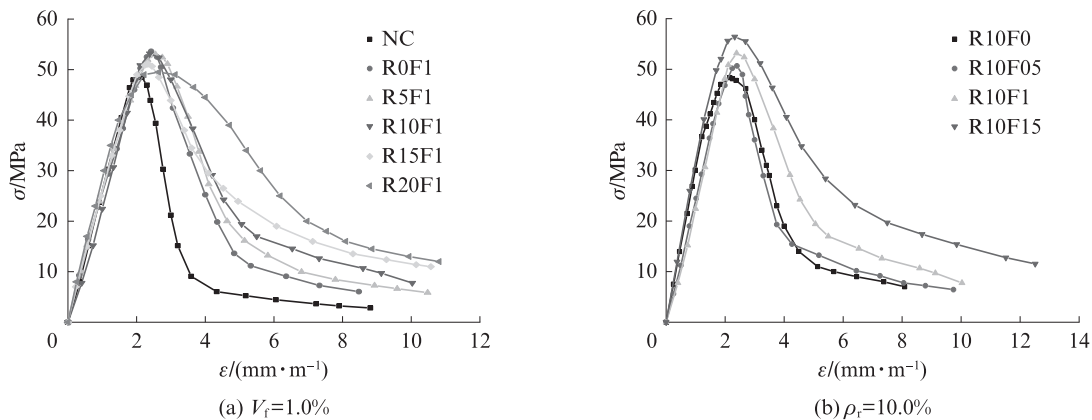 60
50
40
30
20
10
0
σ/MPa
NC
R0F1
R5F1
R10F1
R15F1
R20F1
2 4 6 8 10 12
ε/(mm·m⁻¹)
(a) Vf=1.0%
60
50
40
30
20
10
0
σ/MPa
R10F0
R10F05
R10F1
R10F15
2 4 6 8 10 12 14
ε/(mm·m⁻¹)
(b) ρr=10.0%